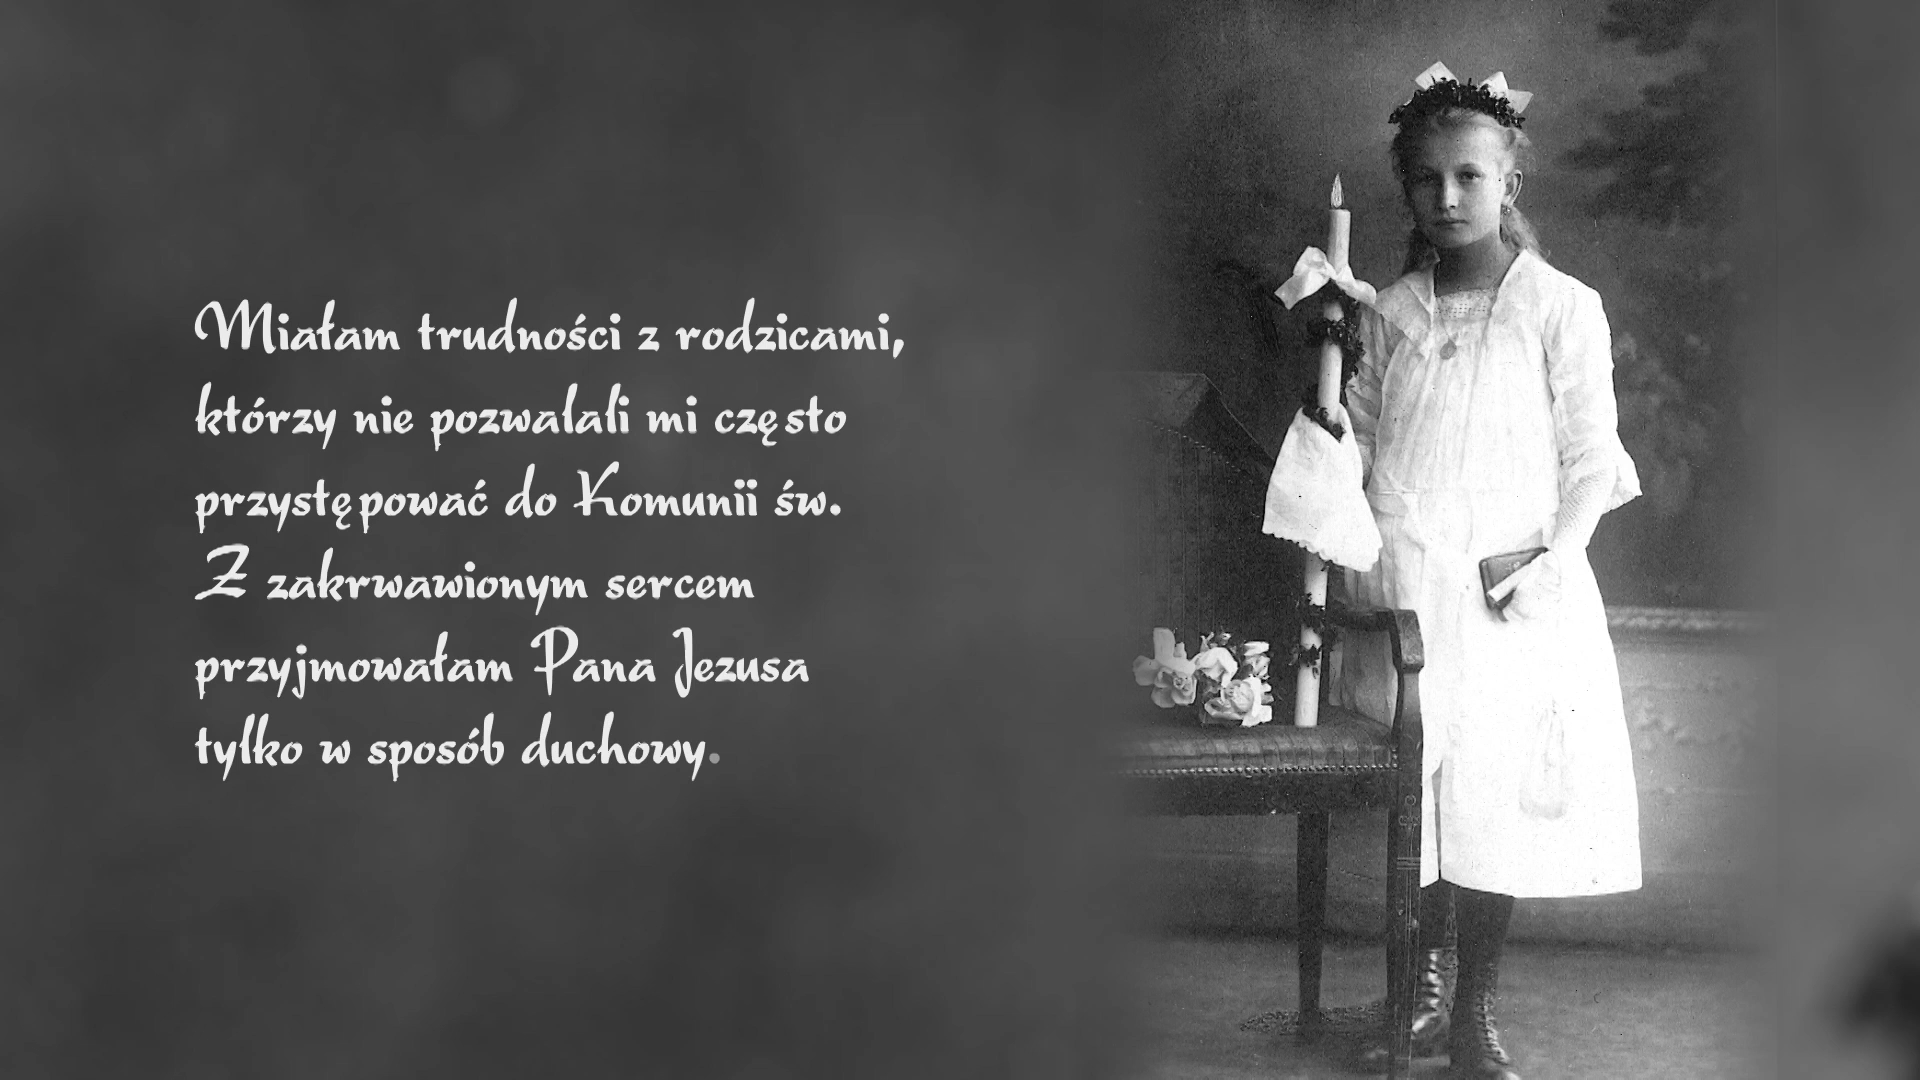 Miałam trudności z rodzicami,
którzy nie pozwalali mi często
przystępować do Komunii św.
Z zakrwawionym sercem
przyjmowałam Pana Jezusa
tylko w sposób duchowy.